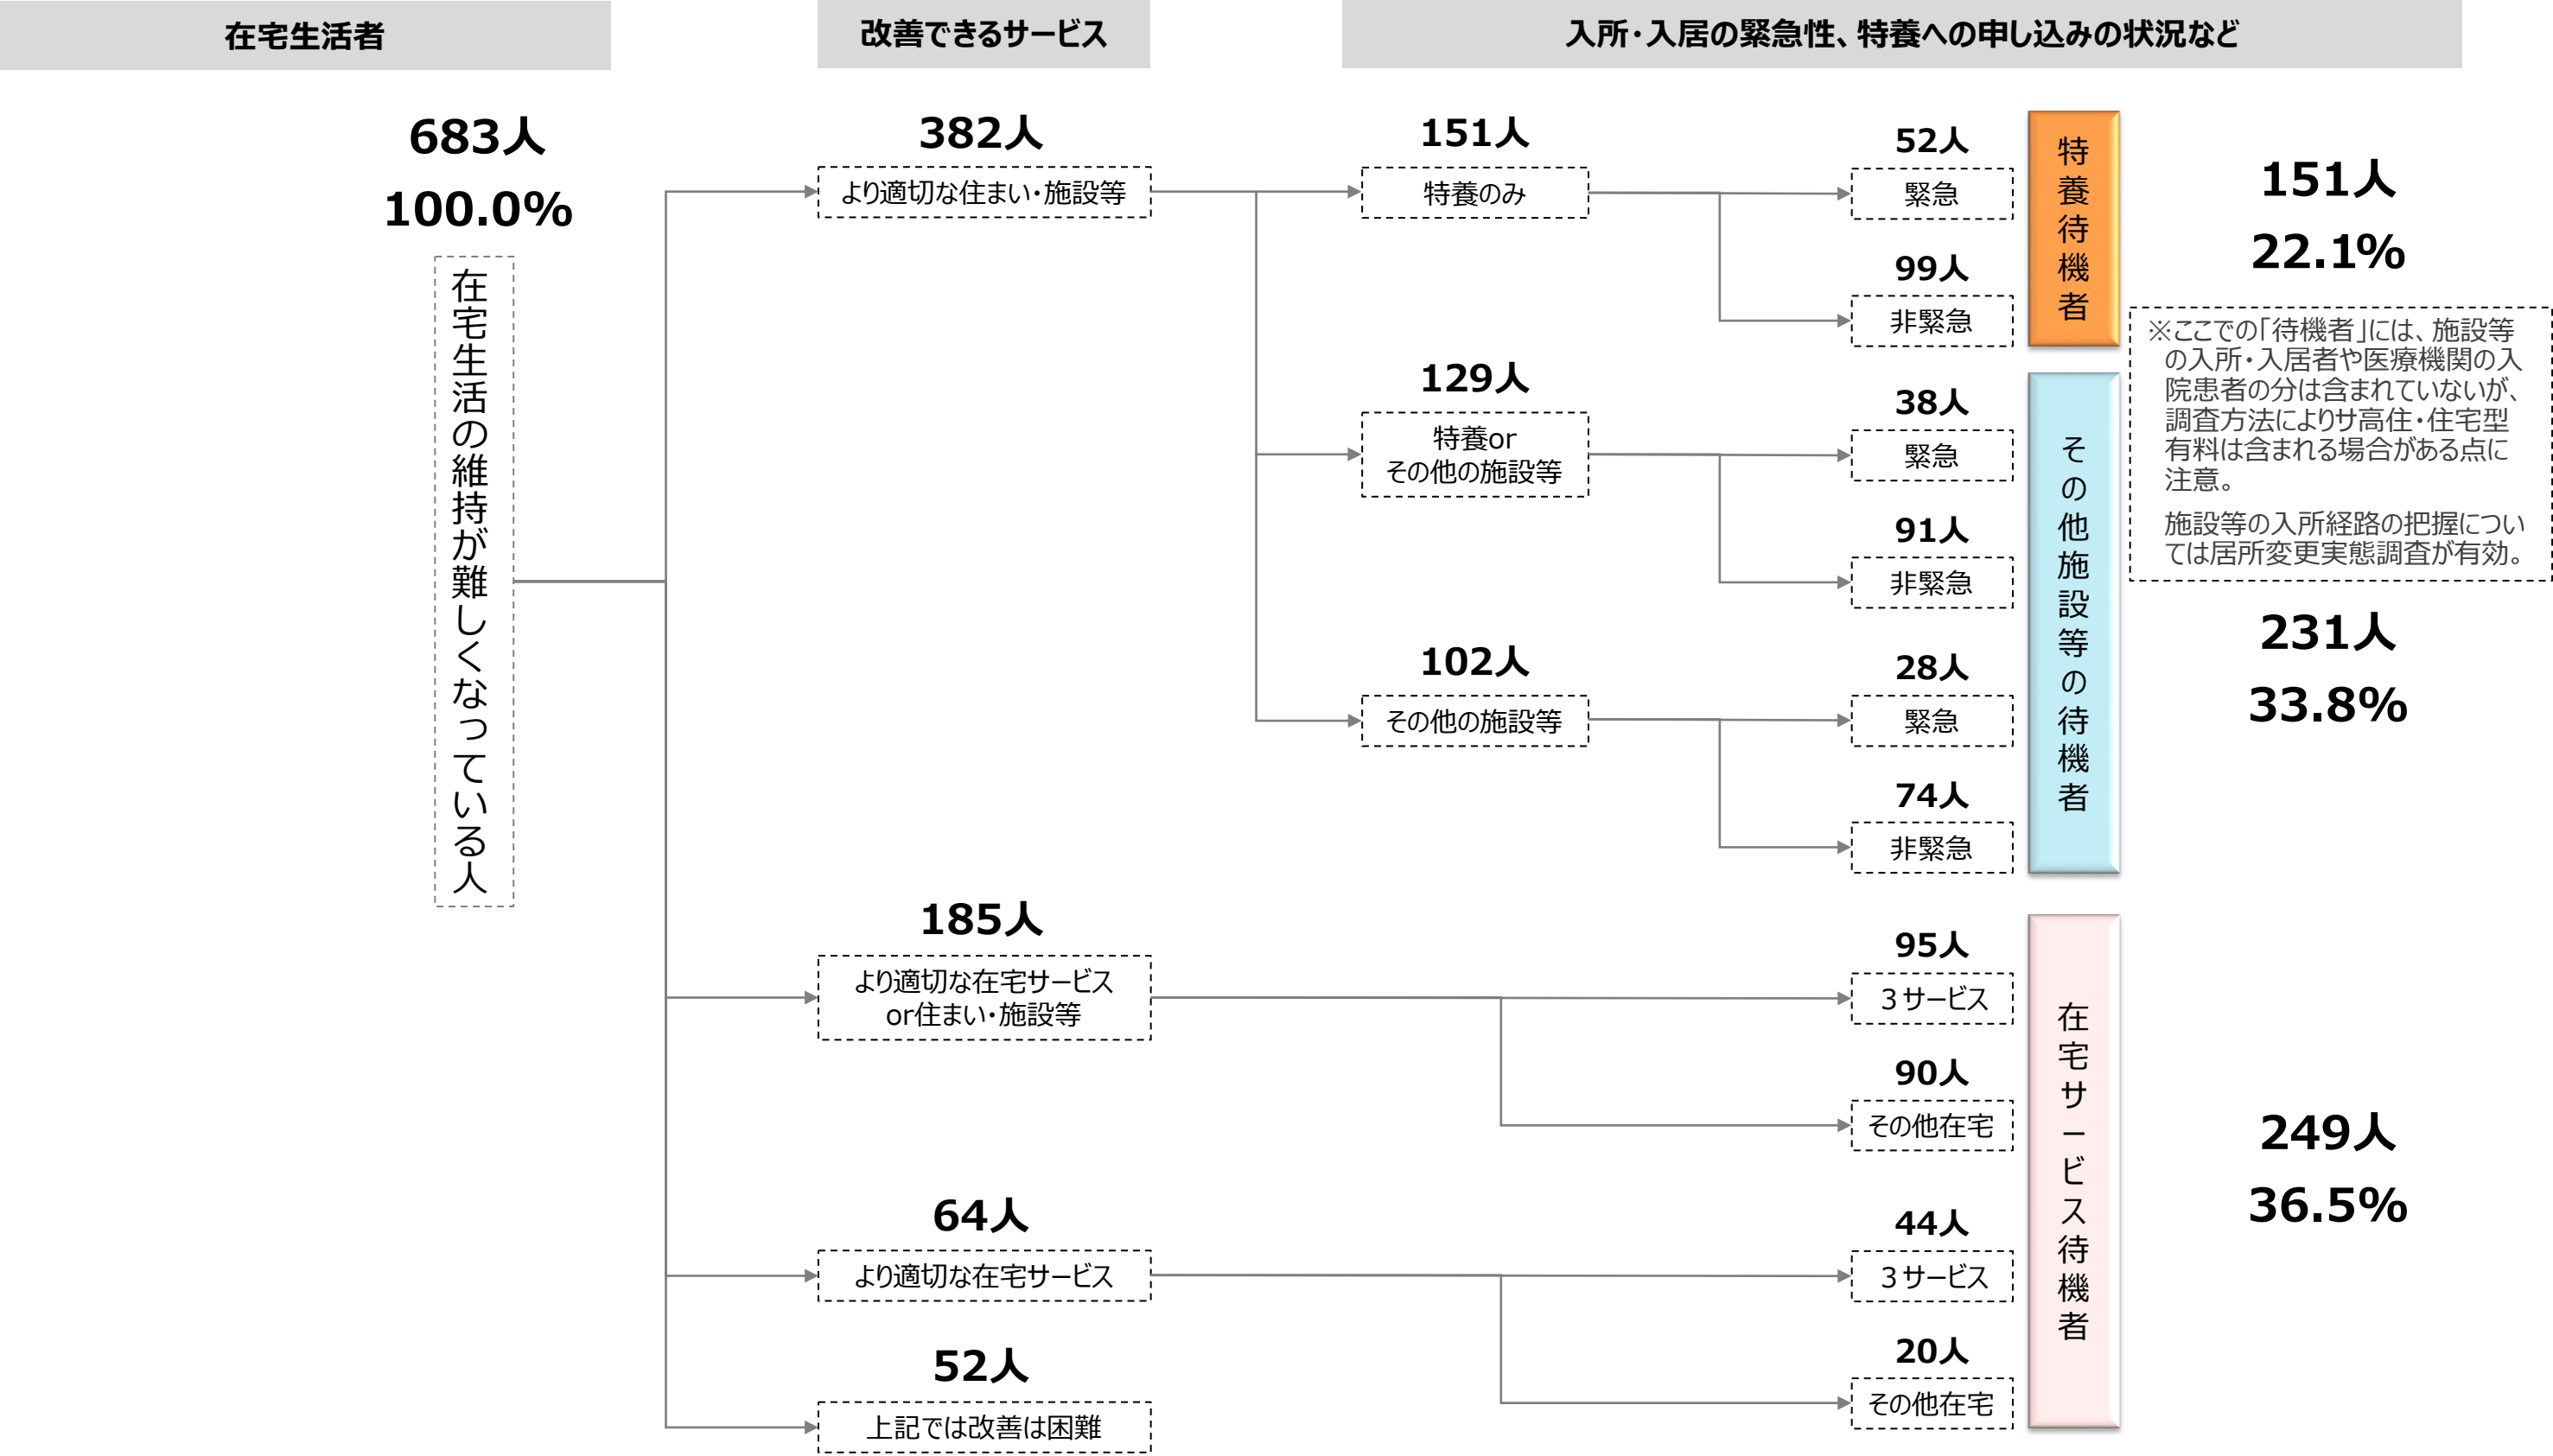 在宅生活者
改善できるサービス
入所・入居の緊急性、特養への申し込みの状況など
683人
100.0%
在宅生活の維持が難しくなっている人
382人
より適切な住まい・施設等
151人
特養のみ
52人
緊急
99人
非緊急
特養待機者
151人
22.1%
※ここでの「待機者」には、施設等
の入所・入居者や医療機関の入
院患者の分は含まれていないが、
調査方法によりサ高住・住宅型
有料は含まれる場合がある点に
注意。
施設等の入所経路の把握につい
ては居所変更実態調査が有効。
129人
特養or
その他の施設等
38人
緊急
91人
非緊急
102人
その他の施設等
28人
緊急
74人
非緊急
その他施設等の待機者
231人
33.8%
185人
より適切な在宅サービス
or住まい・施設等
95人
３サービス
90人
その他在宅
64人
より適切な在宅サービス
44人
３サービス
20人
その他在宅
在宅サービス待機者
249人
36.5%
52人
上記では改善は困難